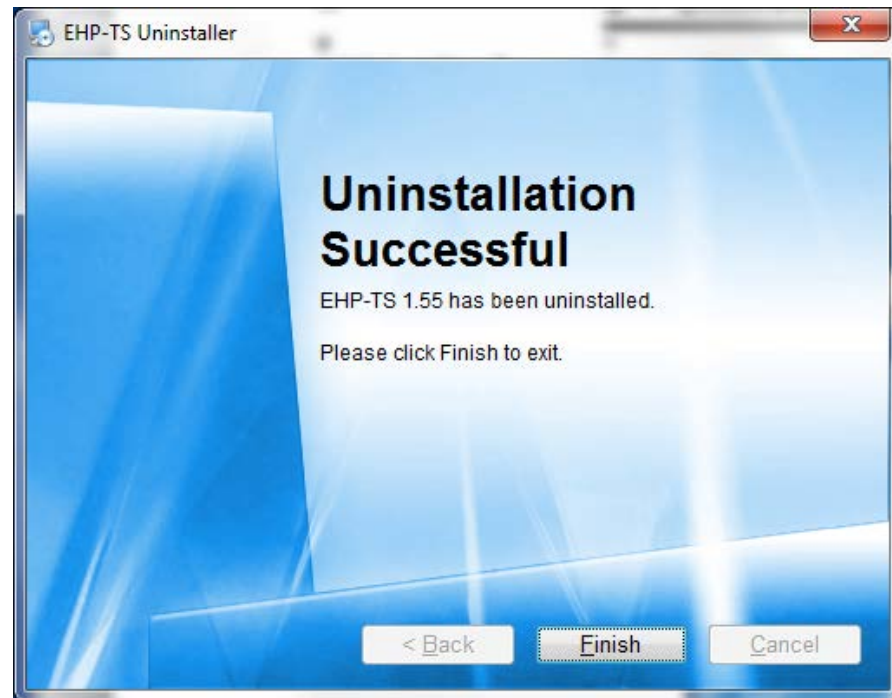 EHP-TS Uninstaller
Uninstallation
Successful
EHP-TS 1.55 has been uninstalled.
Please click Finish to exit.
< Back
Finish
Cancel